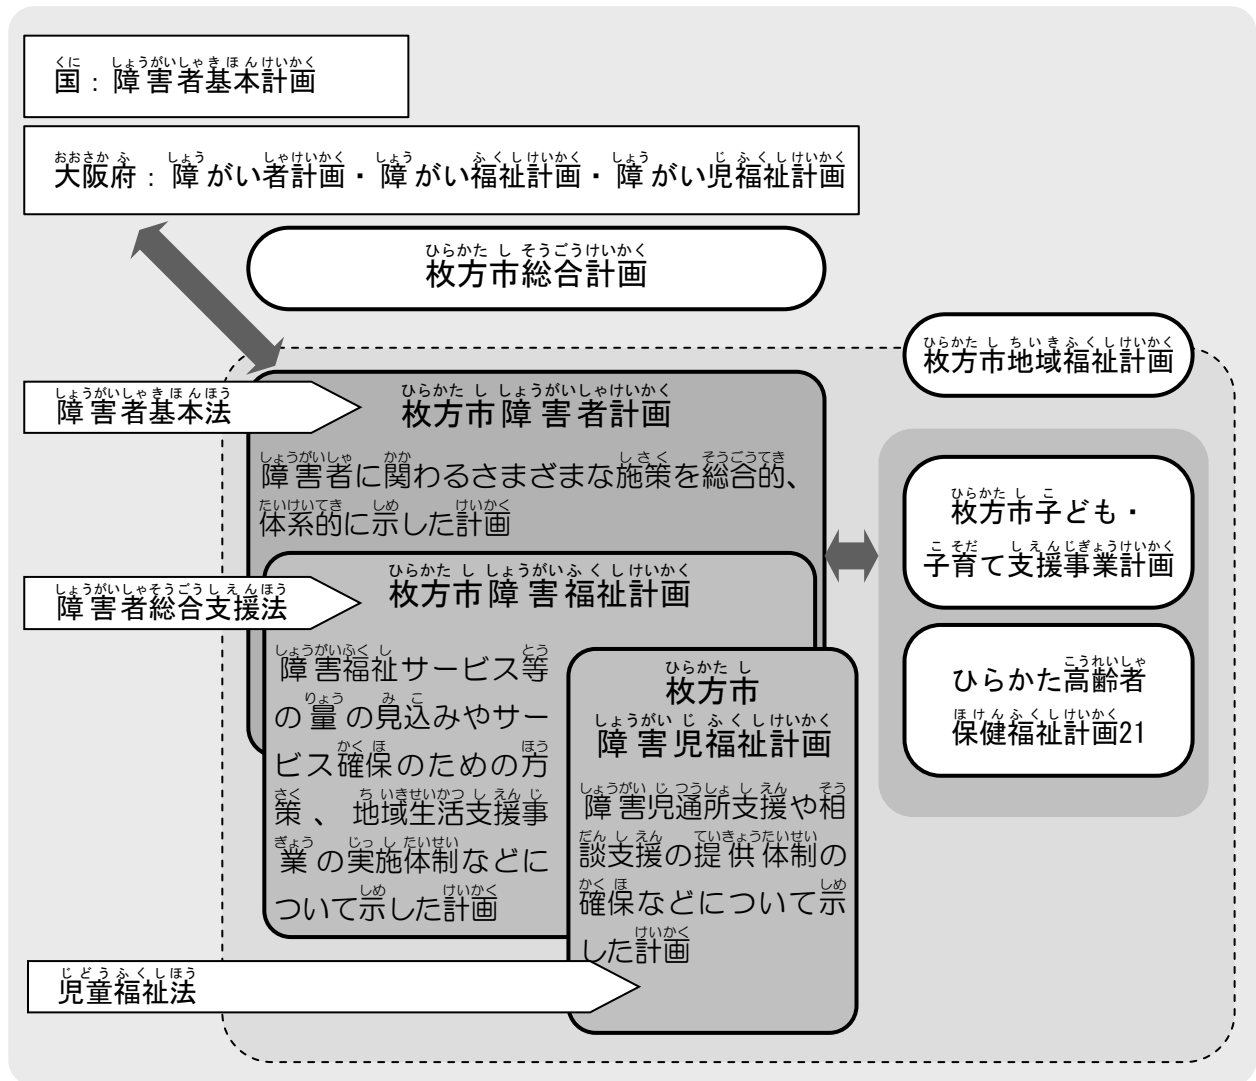 国：障害者基本計画
大阪府：障がい者計画・障がい福祉計画・障がい児福祉計画
枚方市総合計画
枚方市地域福祉計画
障害者基本法
枚方市障害者計画
障害者に関わるさまざまな施策を総合的、
体系的に示した計画
障害者総合支援法
枚方市障害福祉計画
障害福祉サービス等
の量の見込みやサー
ビス確保のための方
策、地域生活支援事
業の実施体制などに
ついて示した計画
枚方市
障害児福祉計画
障害児通所支援や相
談支援の提供体制の
確保などについて示
した計画
児童福祉法
枚方市子ども・
子育て支援事業計画
ひらかた高齢者
保健福祉計画21